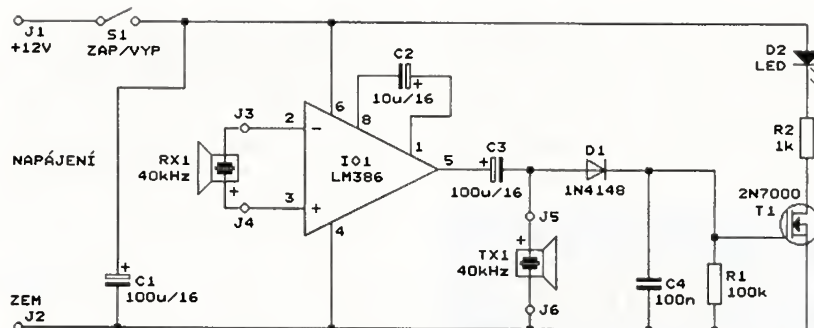 J1
+12V
S1
ZAP/VYP
C2
10u/16
D2
LED
6
8
J3
2
−
NAPÁJENÍ
RX1
40kHz
IO1
LM386
1
5
C3
100u/16
D1
1N4148
R2
1k
2N7000
T1
3
+
J4
4
J5
TX1
40kHz
J6
C1
100u/16
C4
100n
R1
100k
ZEM
J2